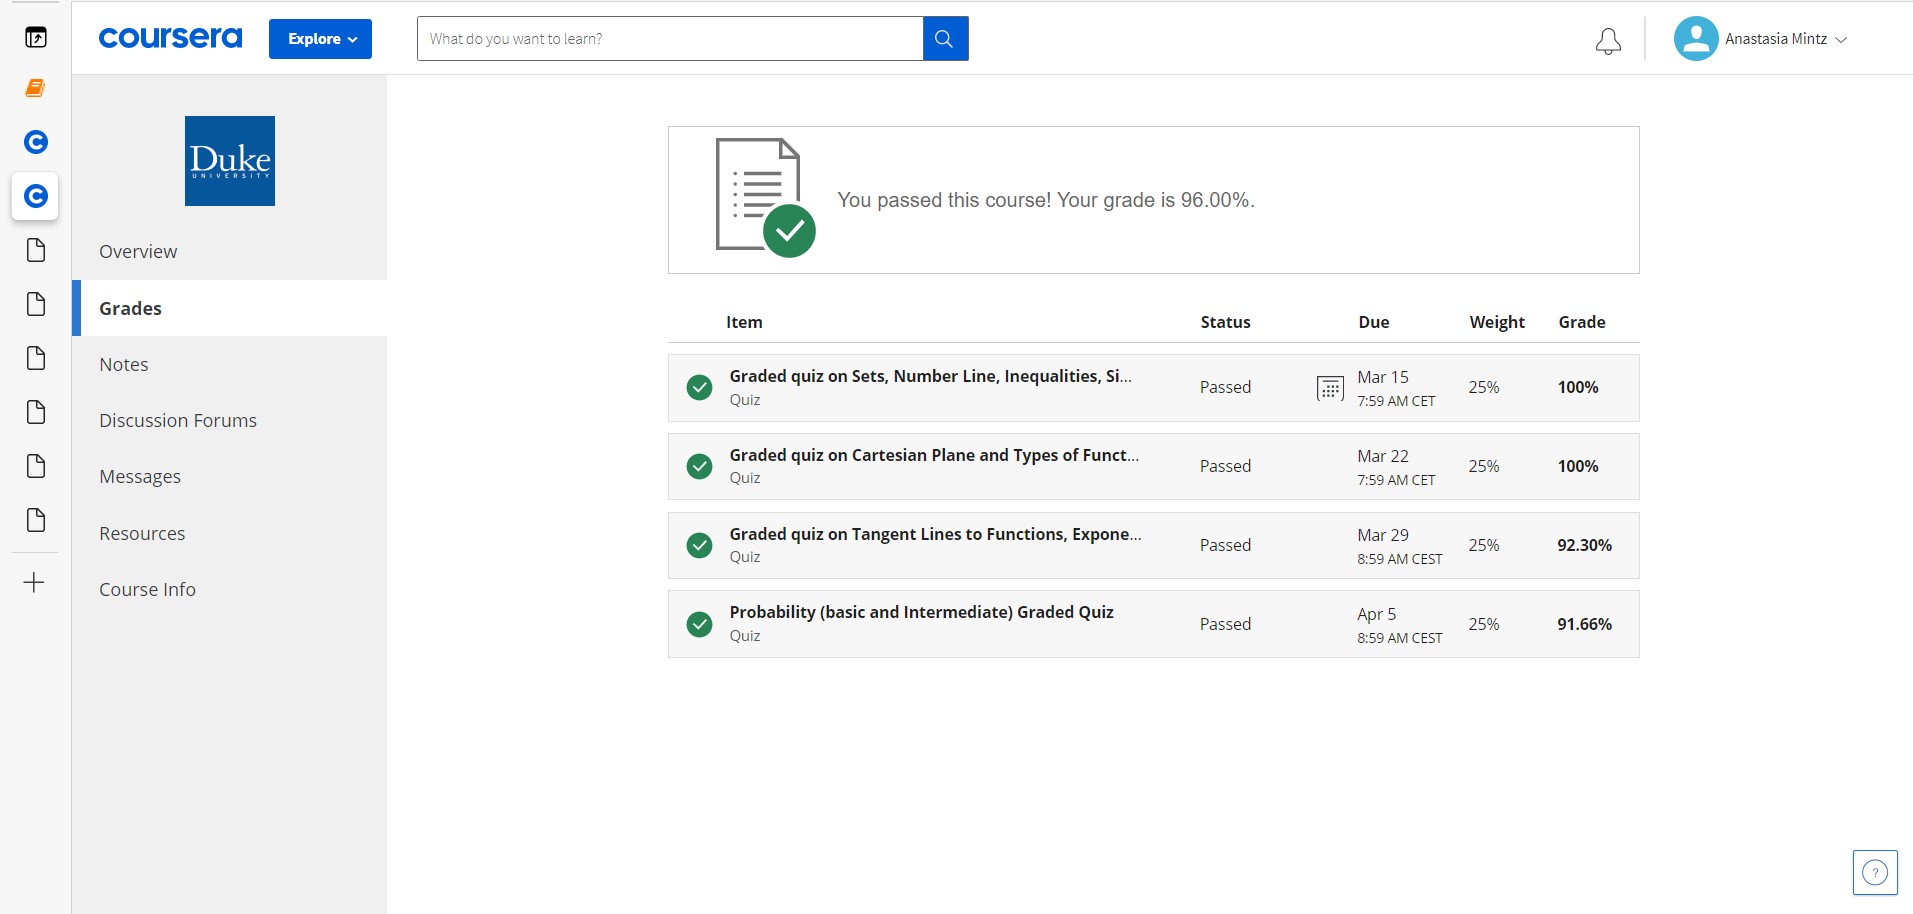 coursera
Explore
What do you want to learn?
Anastasia Mintz
Duke
UNIVERSITY
Overview
Grades
Notes
Discussion Forums
Messages
Resources
Course Info
You passed this course! Your grade is 96.00%.
Item Status Due Weight Grade
Graded quiz on Sets, Number Line, Inequalities, Si...
Quiz
Passed
Mar 15
7:59 AM CET
25%
100%
Graded quiz on Cartesian Plane and Types of Funct...
Quiz
Passed
Mar 22
7:59 AM CET
25%
100%
Graded quiz on Tangent Lines to Functions, Expone...
Quiz
Passed
Mar 29
8:59 AM CEST
25%
92.30%
Probability (basic and Intermediate) Graded Quiz
Quiz
Passed
Apr 5
8:59 AM CEST
25%
91.66%
?